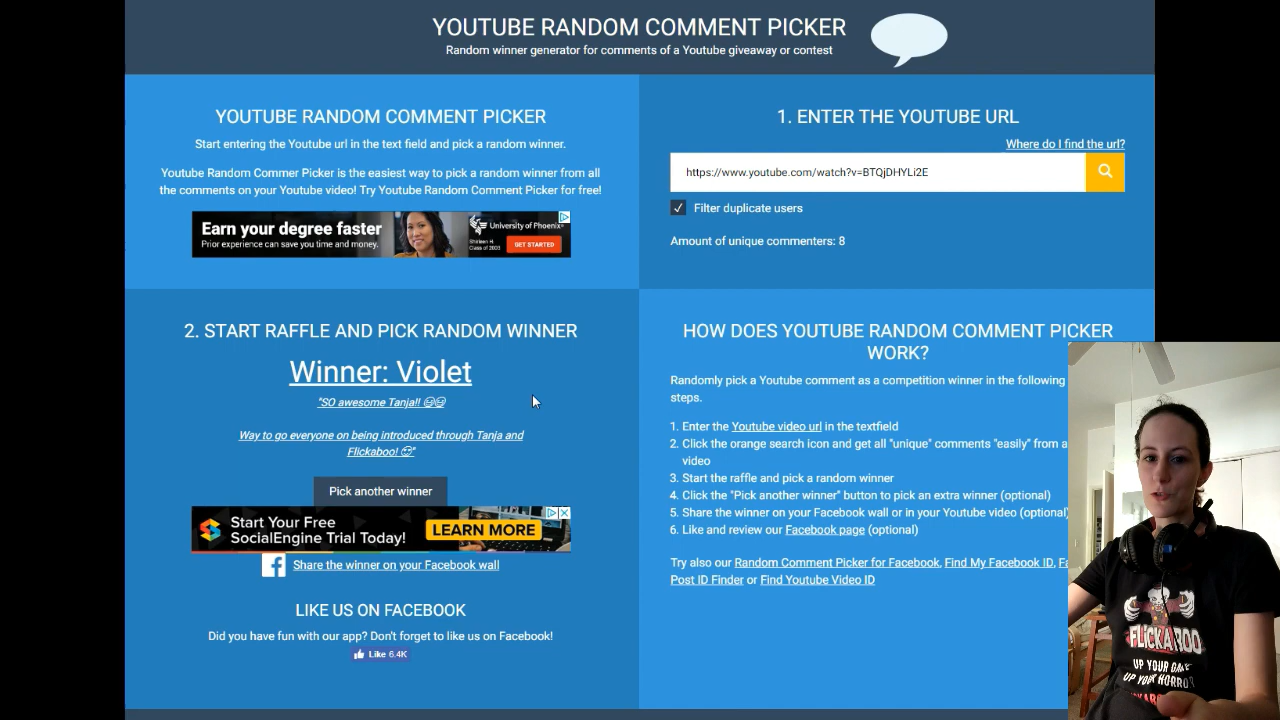 YOUTUBE RANDOM COMMENT PICKER
Random winner generator for comments of a Youtube giveaway or contest
YOUTUBE RANDOM COMMENT PICKER
Start entering the Youtube url in the text field and pick a random winner.
Youtube Random Commer Picker is the easiest way to pick a random winner from all
the comments on your Youtube video! Try Youtube Random Comment Picker for free!
Earn your degree faster
Prior experience can save you time and money.
University of Phoenix
Shirleen H
Class of 2003
GET STARTED
1. ENTER THE YOUTUBE URL
Where do I find the url?
https://www.youtube.com/watch?v=BTQjDHYLi2E
Filter duplicate users
Amount of unique commenters: 8
2. START RAFFLE AND PICK RANDOM WINNER
Winner: Violet
"SO awesome Tanja!! 😄😄
Way to go everyone on being introduced through Tanja and
Flickaboo! 😊"
Pick another winner
Start Your Free
SocialEngine Trial Today!
LEARN MORE
Share the winner on your Facebook wall
LIKE US ON FACEBOOK
Did you have fun with our app? Don't forget to like us on Facebook!
Like 6.4K
HOW DOES YOUTUBE RANDOM COMMENT PICKER
WORK?
Randomly pick a Youtube comment as a competition winner in the following
steps.
1. Enter the Youtube video url in the textfield
2. Click the orange search icon and get all "unique" comments "easily" from a
video
3. Start the raffle and pick a random winner
4. Click the "Pick another winner" button to pick an extra winner (optional)
5. Share the winner on your Facebook wall or in your Youtube video (optional)
6. Like and review our Facebook page (optional)
Try also our Random Comment Picker for Facebook, Find My Facebook ID,
Post ID Finder or Find Youtube Video ID
FLICKABOO
UP YOUR
UP YOUR HORROR